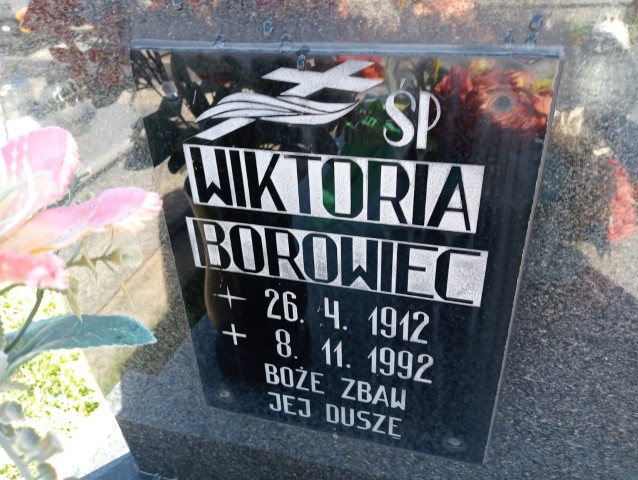 ŚP
WIKTORIA
BOROWIEC
26. 4. 1912
+ 8. 11. 1992
BOŻE ZBAW
JEJ DUSZĘ